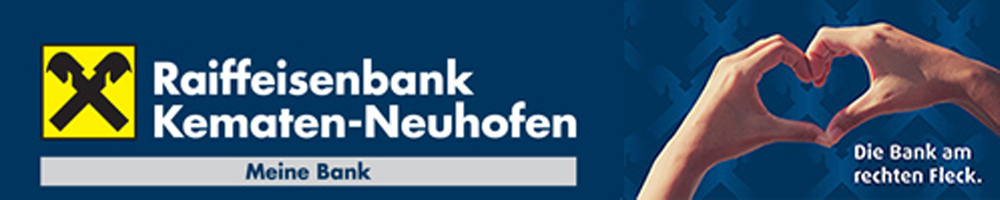 Raiffeisenbank
Kematen-Neuhofen
Meine Bank
Die Bank am
rechten Fleck.